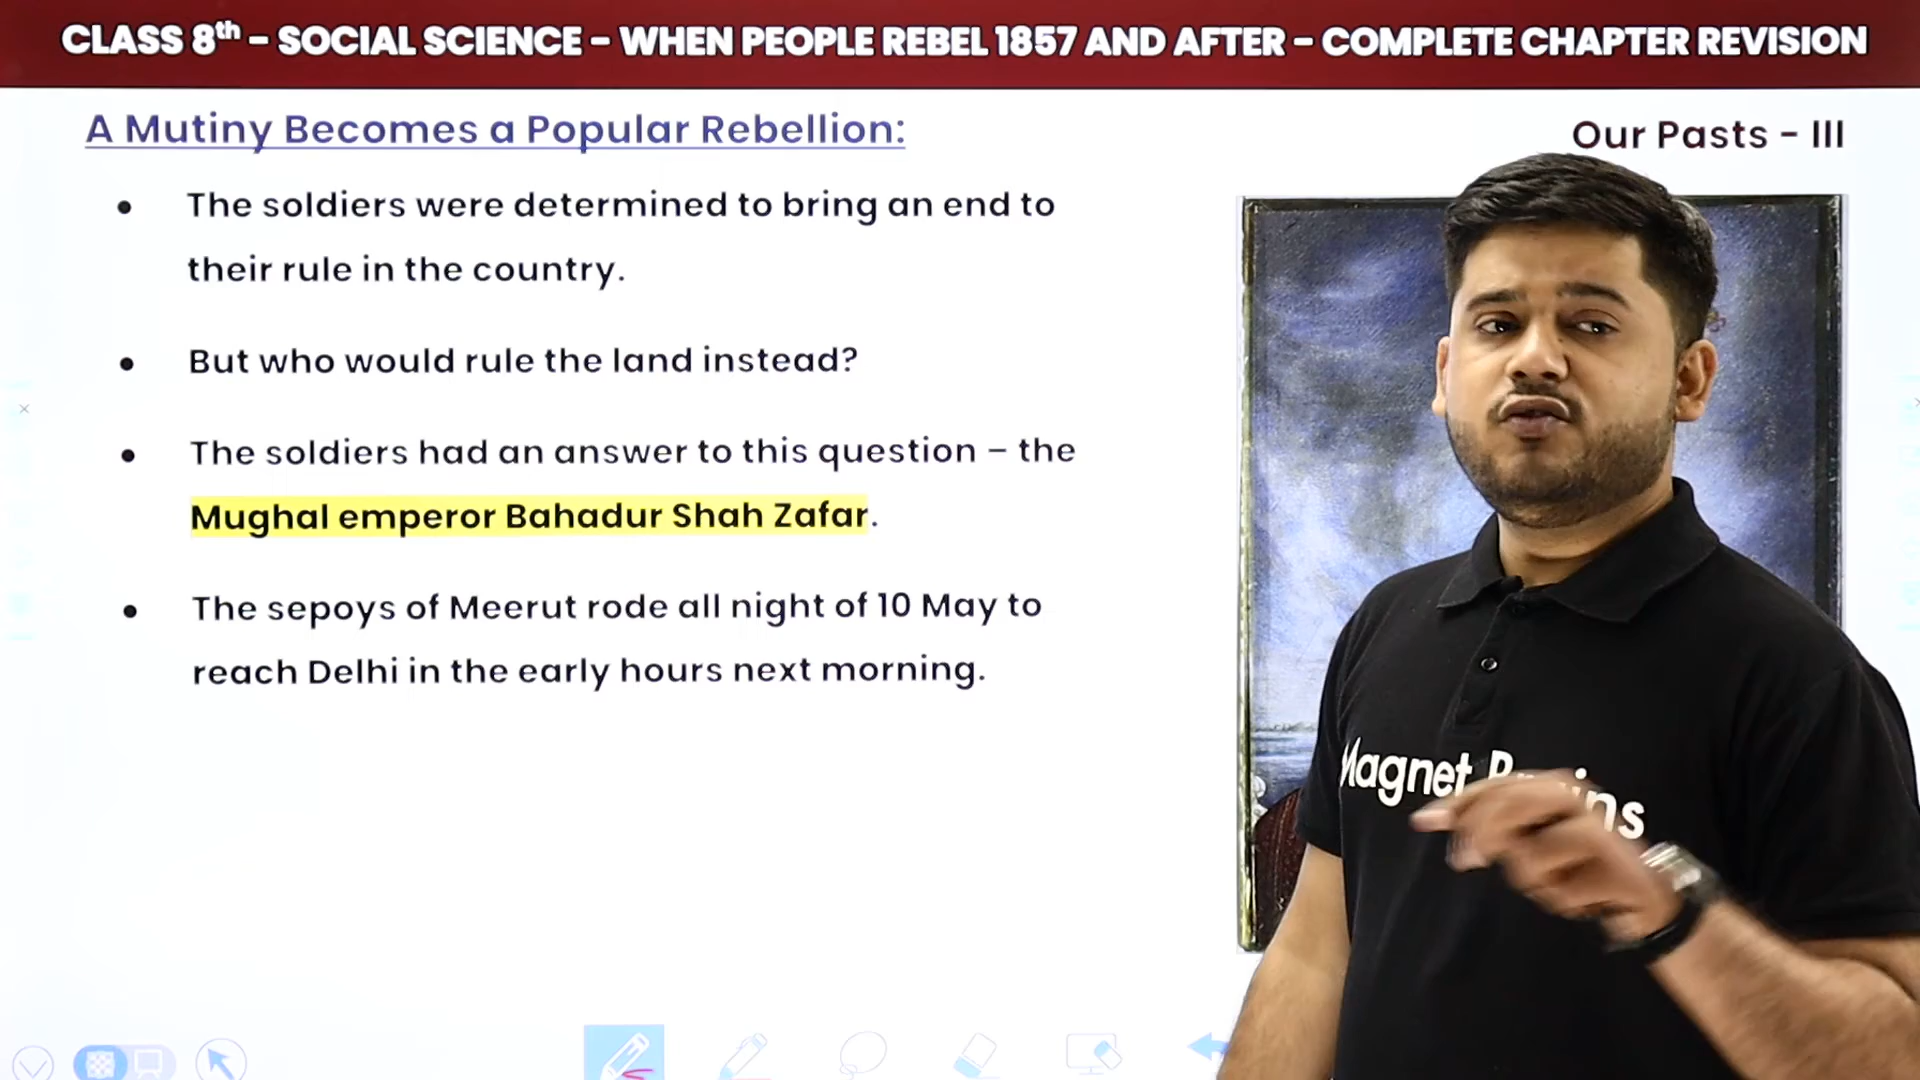 CLASS 8th – SOCIAL SCIENCE – WHEN PEOPLE REBEL 1857 AND AFTER – COMPLETE CHAPTER REVISION
A Mutiny Becomes a Popular Rebellion:
Our Pasts – III
• The soldiers were determined to bring an end to
their rule in the country.
• But who would rule the land instead?
• The soldiers had an answer to this question – the
Mughal emperor Bahadur Shah Zafar.
• The sepoys of Meerut rode all night of 10 May to
reach Delhi in the early hours next morning.
Magnet